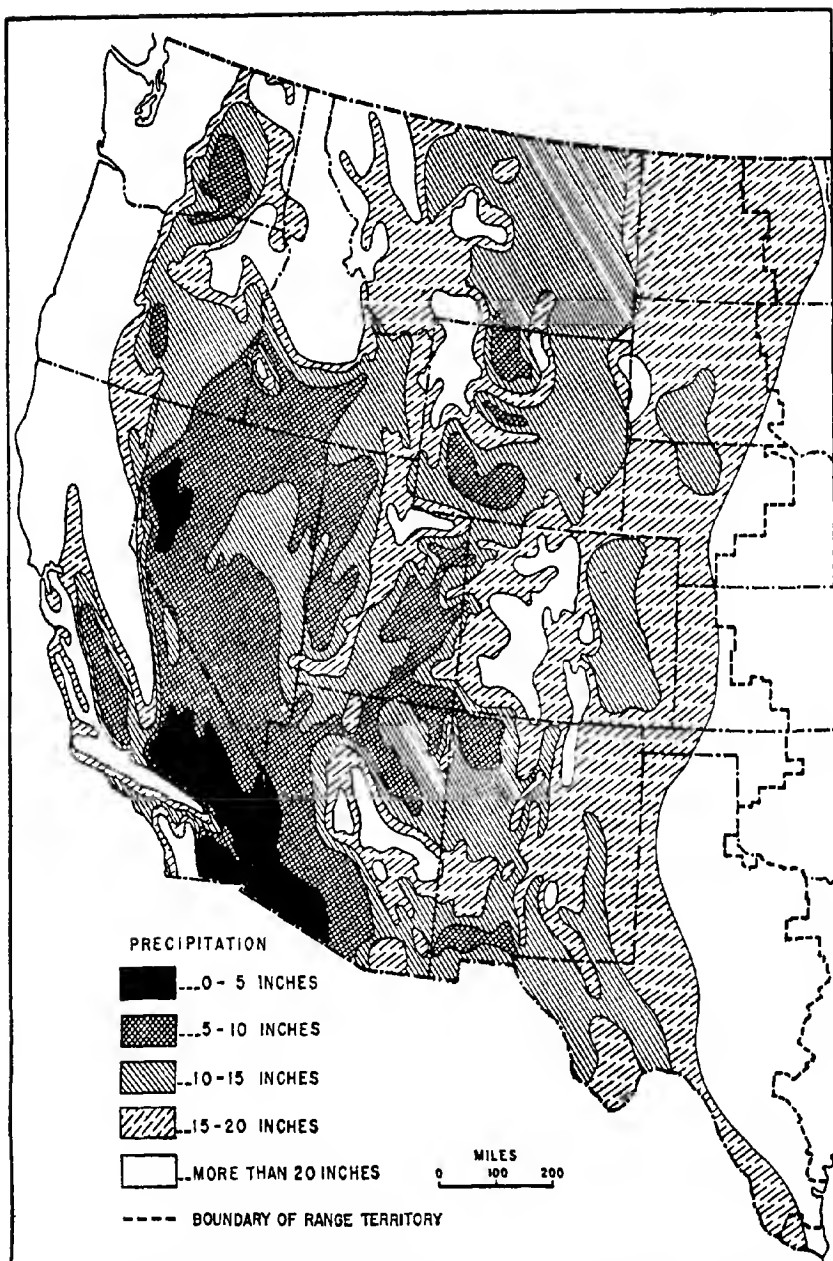 PRECIPITATION
0 - 5 INCHES
5 - 10 INCHES
10 - 15 INCHES
15 - 20 INCHES
MORE THAN 20 INCHES
MILES
0 100 200
BOUNDARY OF RANGE TERRITORY